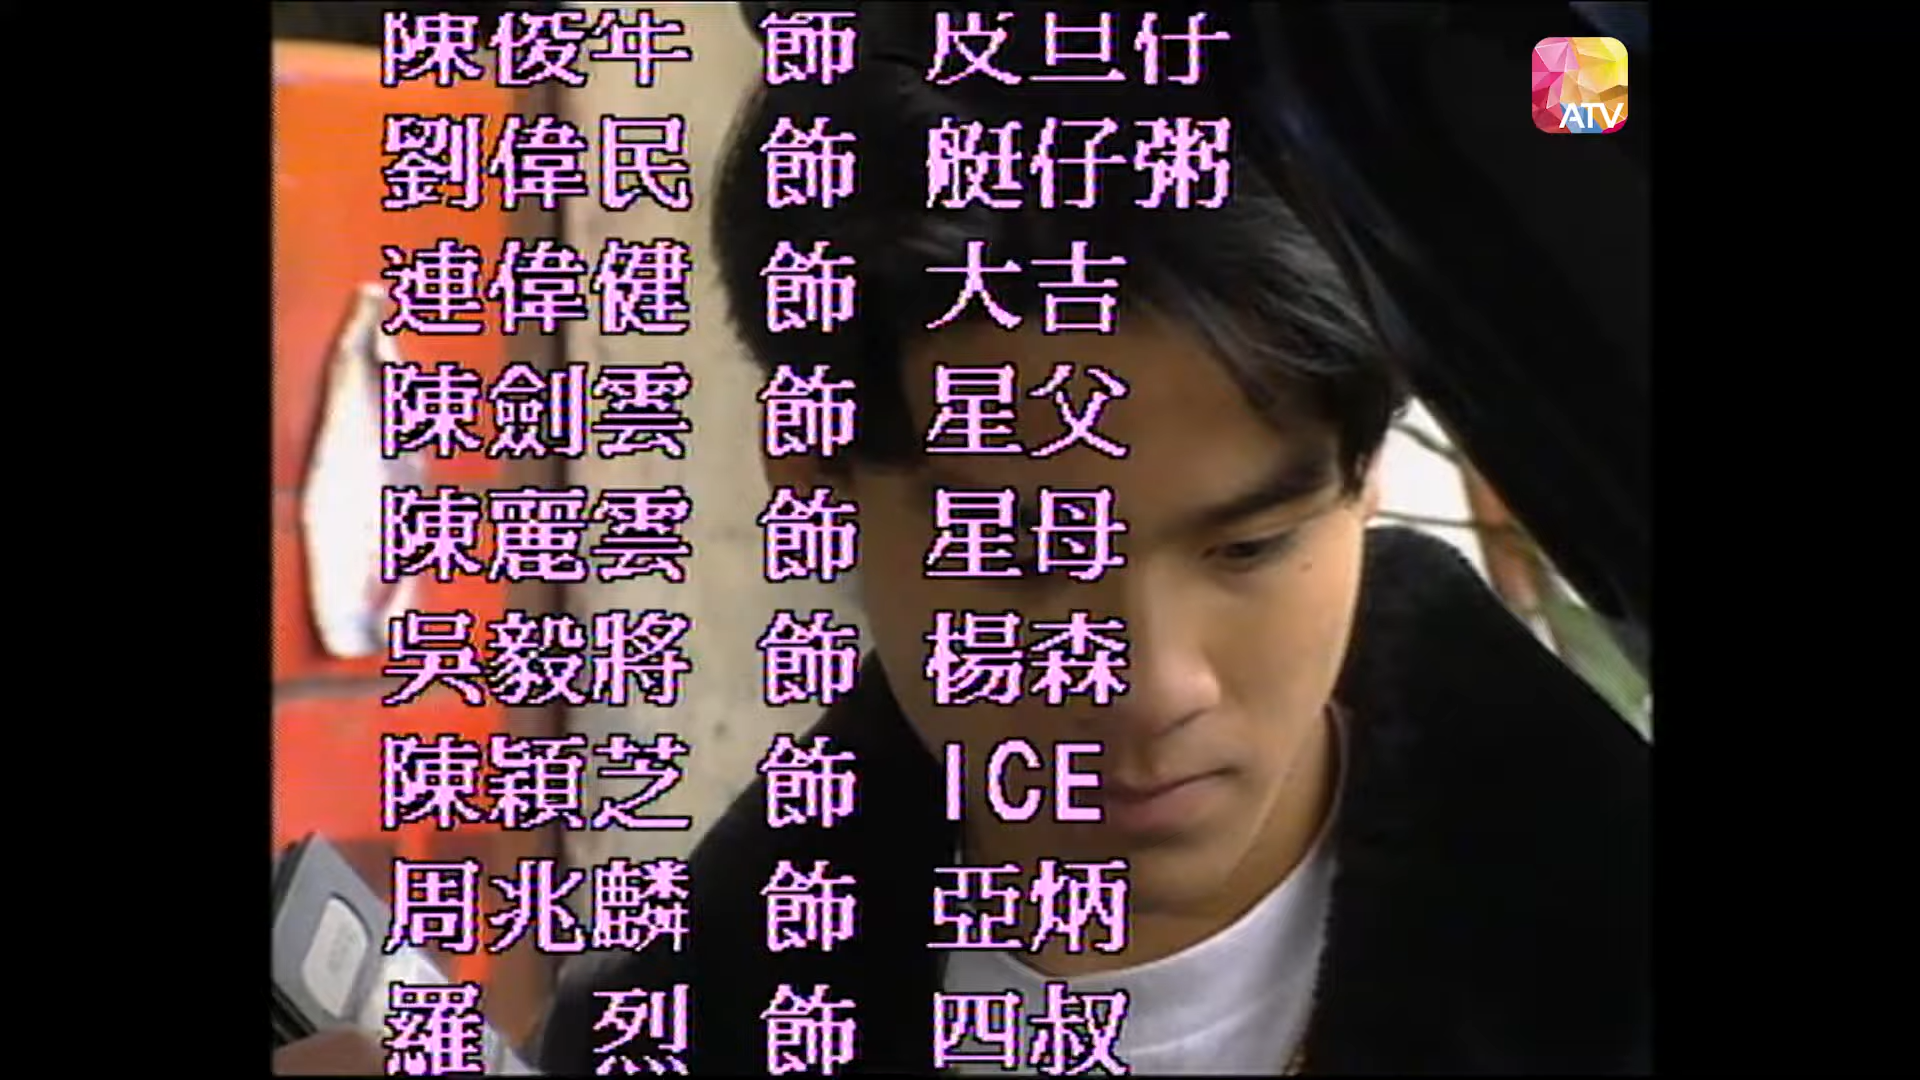 陳俊年 飾 皮旦仔
ATV
劉偉民 飾 艇仔粥
連偉健 飾 大吉
陳劍雲 飾 星父
陳麗雲 飾 星母
吳毅將 飾 楊森
陳穎芝 飾 ICE
周兆麟 飾 亞炳
羅 烈 飾 四叔